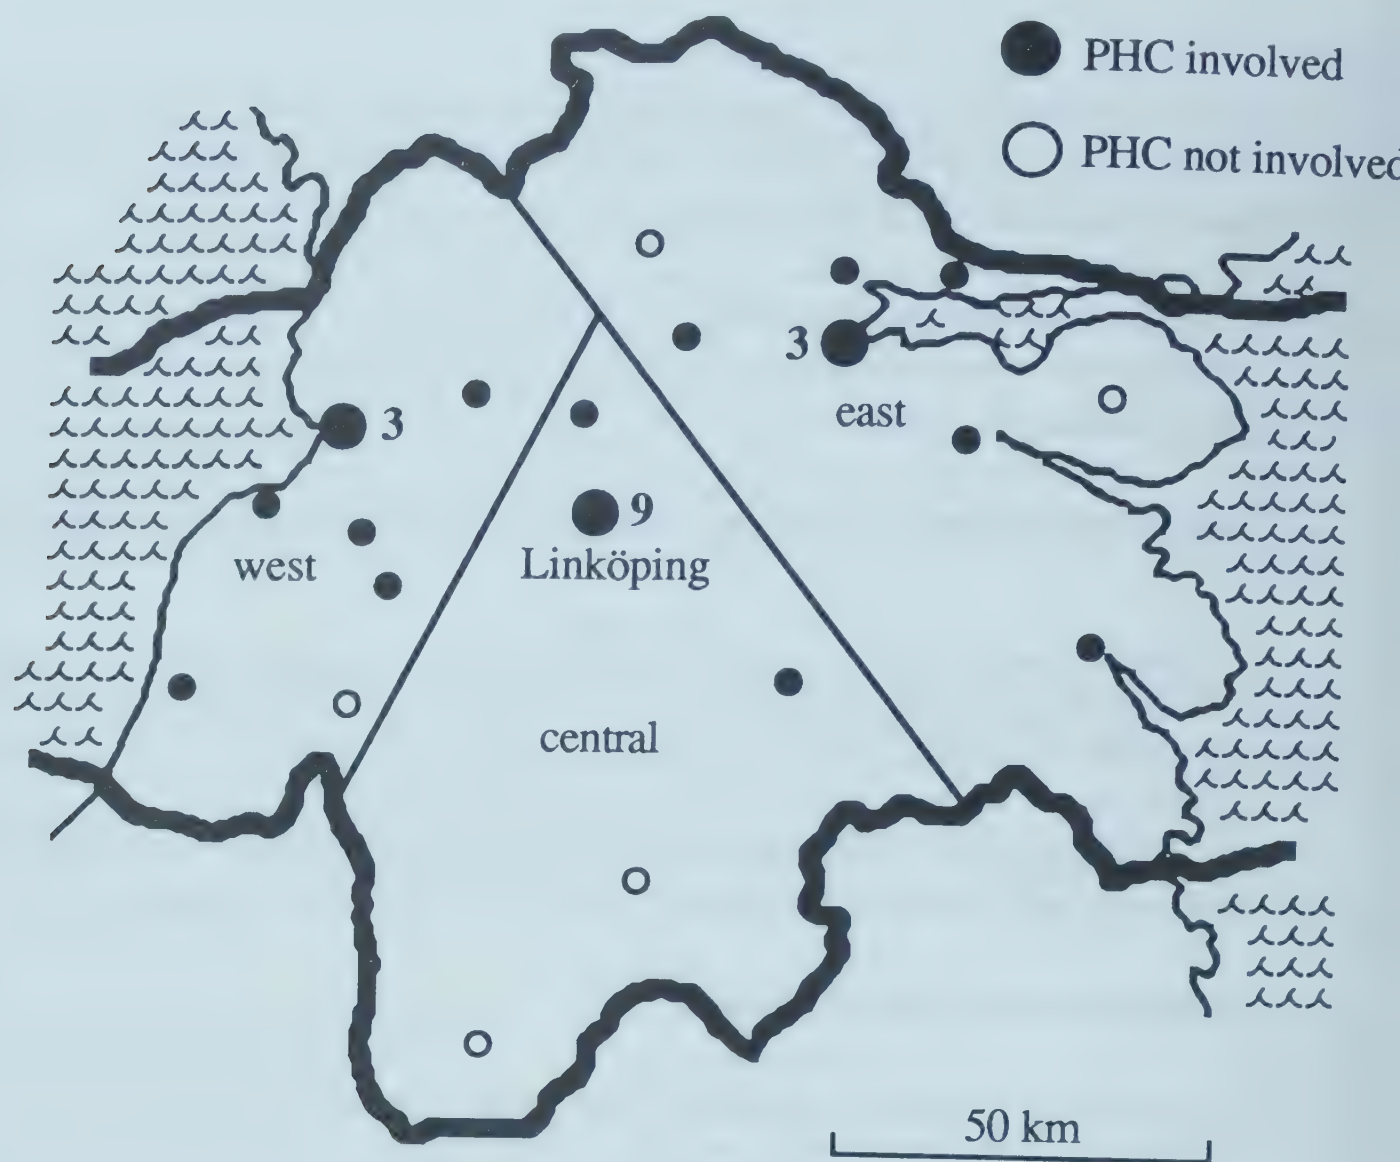 PHC involved
PHC not involved
3
east
3
9
Linköping
west
central
50 km